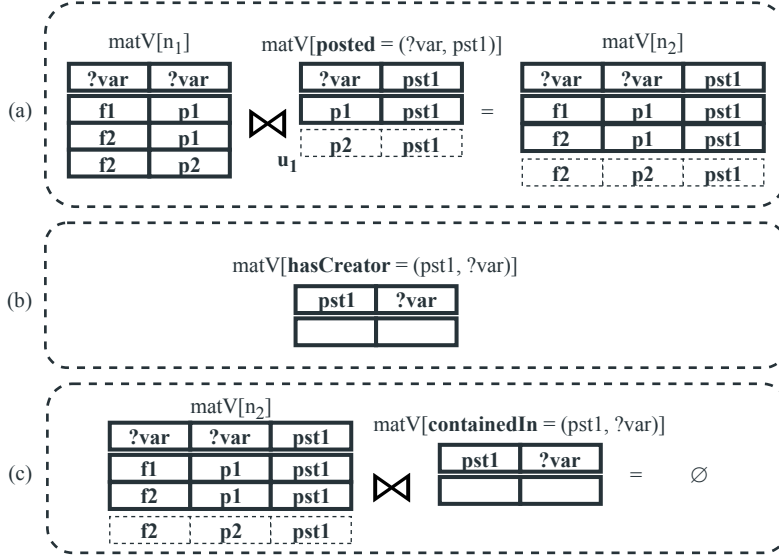 matV[n1] matV[posted = (?var, pst1)] matV[n2]
?var ?var ?var pst1 ?var ?var pst1
f1 p1 p1 pst1 f1 p1 pst1
(a) =
f2 p1 p2 pst1 f2 p1 pst1
f2 p2 u1 f2 p2 pst1
matV[hasCreator = (pst1, ?var)]
(b) pst1 ?var
matV[n2] matV[containedIn = (pst1, ?var)]
?var ?var pst1 pst1 ?var
(c) f1 p1 pst1 = ∅
f2 p1 pst1
f2 p2 pst1